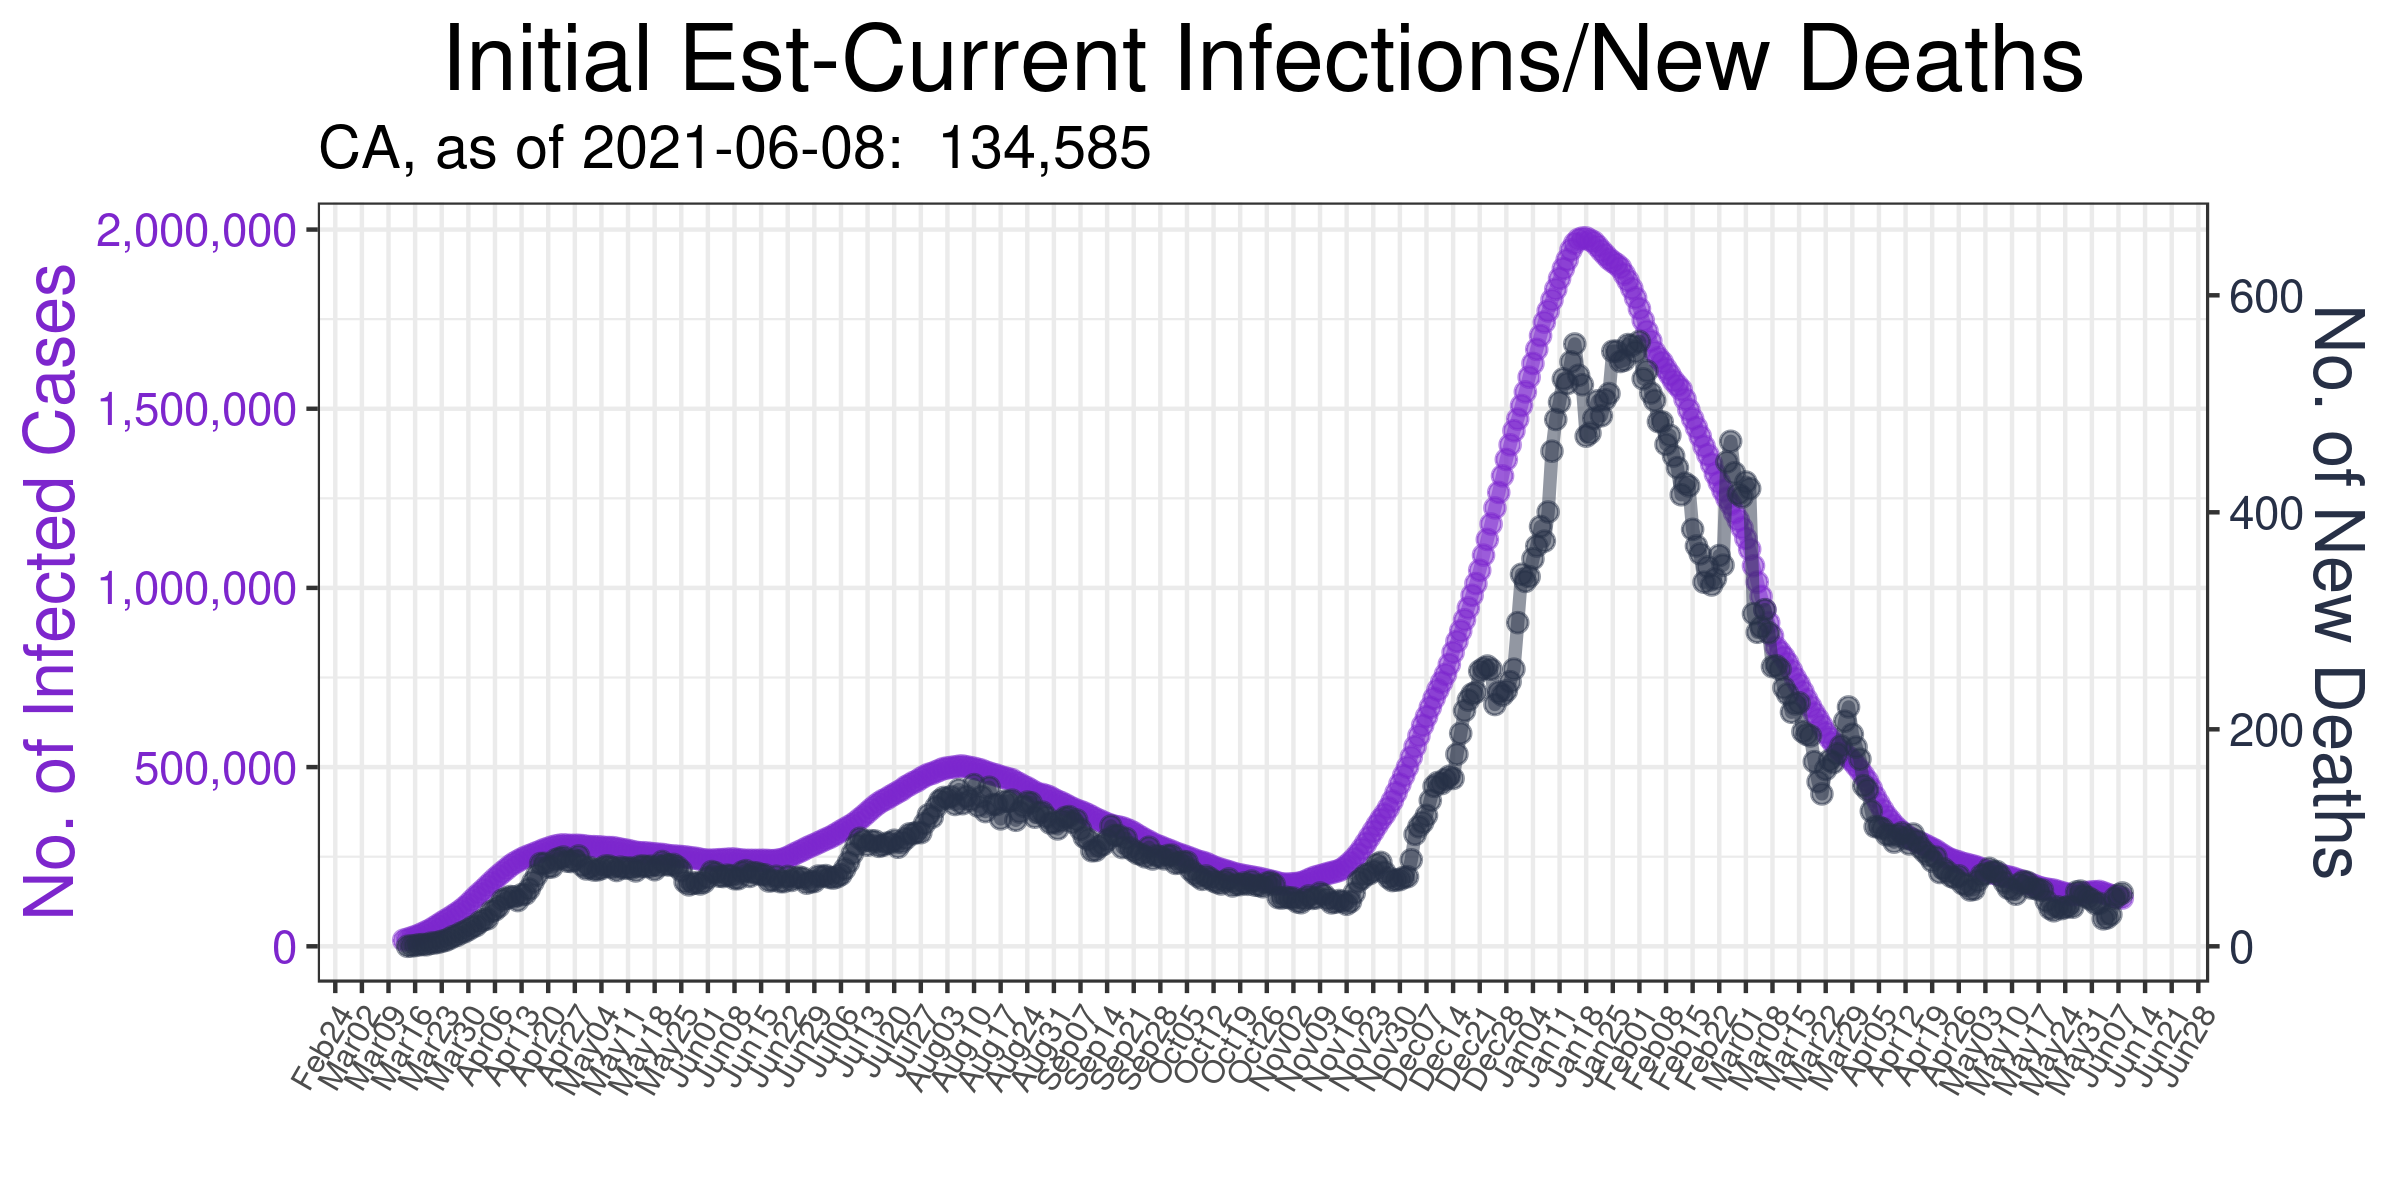 Initial Est-Current Infections/New Deaths
CA, as of 2021-06-08:  134,585
No. of Infected Cases
2,000,000
1,500,000
1,000,000
500,000
0
600
400
200
0
No. of New Deaths
Feb24
Mar02
Mar09
Mar16
Mar23
Mar30
Apr06
Apr13
Apr20
Apr27
May04
May11
May18
May25
Jun01
Jun08
Jun15
Jun22
Jun29
Jul06
Jul13
Jul20
Jul27
Aug03
Aug10
Aug17
Aug24
Aug31
Sep07
Sep14
Sep21
Sep28
Oct05
Oct12
Oct19
Oct26
Nov02
Nov09
Nov16
Nov23
Nov30
Dec07
Dec14
Dec21
Dec28
Jan04
Jan11
Jan18
Jan25
Feb01
Feb08
Feb15
Feb22
Mar01
Mar08
Mar15
Mar22
Mar29
Apr05
Apr12
Apr19
Apr26
May03
May10
May17
May24
May31
Jun07
Jun14
Jun21
Jun28